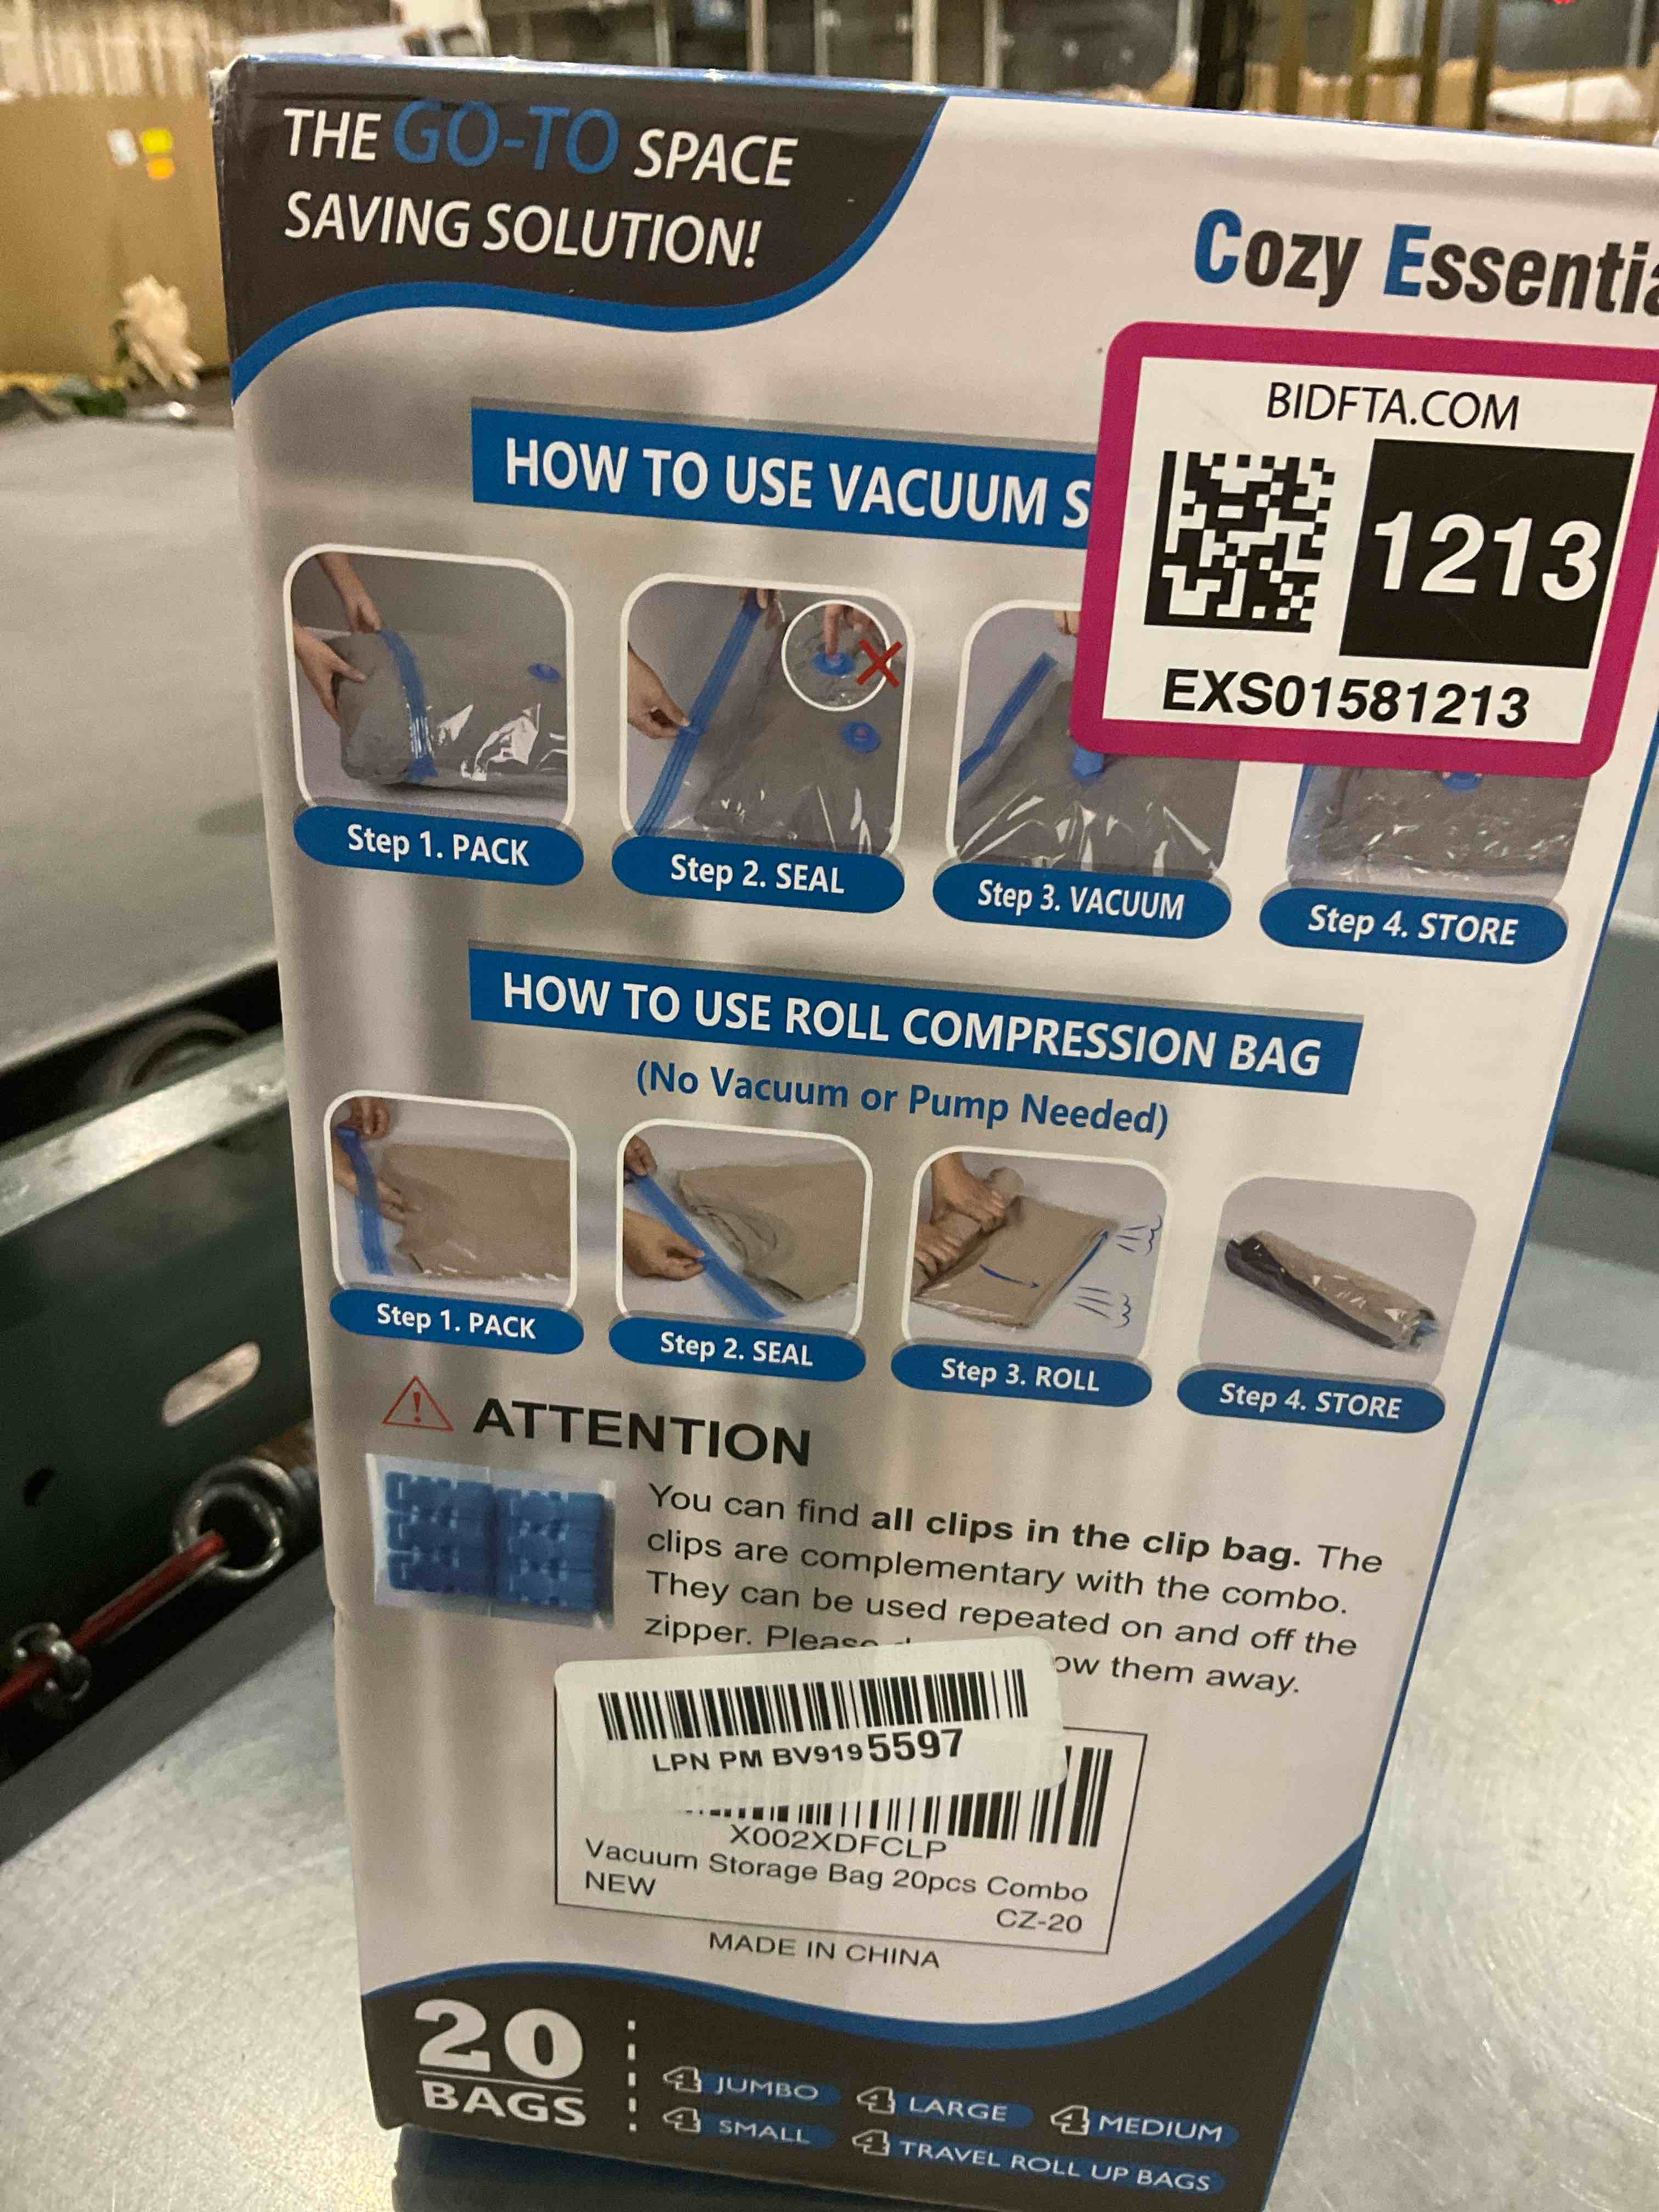 THE GO-TO SPACE
SAVING SOLUTION!
Cozy Essentia
BIDFTA.COM
1213
EXS01581213
HOW TO USE VACUUM S
Step 1. PACK
Step 2. SEAL
Step 3. VACUUM
Step 4. STORE
HOW TO USE ROLL COMPRESSION BAG
(No Vacuum or Pump Needed)
Step 1. PACK
Step 2. SEAL
Step 3. ROLL
Step 4. STORE
ATTENTION
You can find all clips in the clip bag. The
clips are complementary with the combo.
They can be used repeated on and off the
zipper. Please
ow them away.
LPN PM BV9195597
X002XDFCLP
Vacuum Storage Bag 20pcs Combo
NEW
CZ-20
MADE IN CHINA
20
BAGS
4 JUMBO 4 LARGE 4 MEDIUM
4 SMALL 4 TRAVEL ROLL UP BAGS